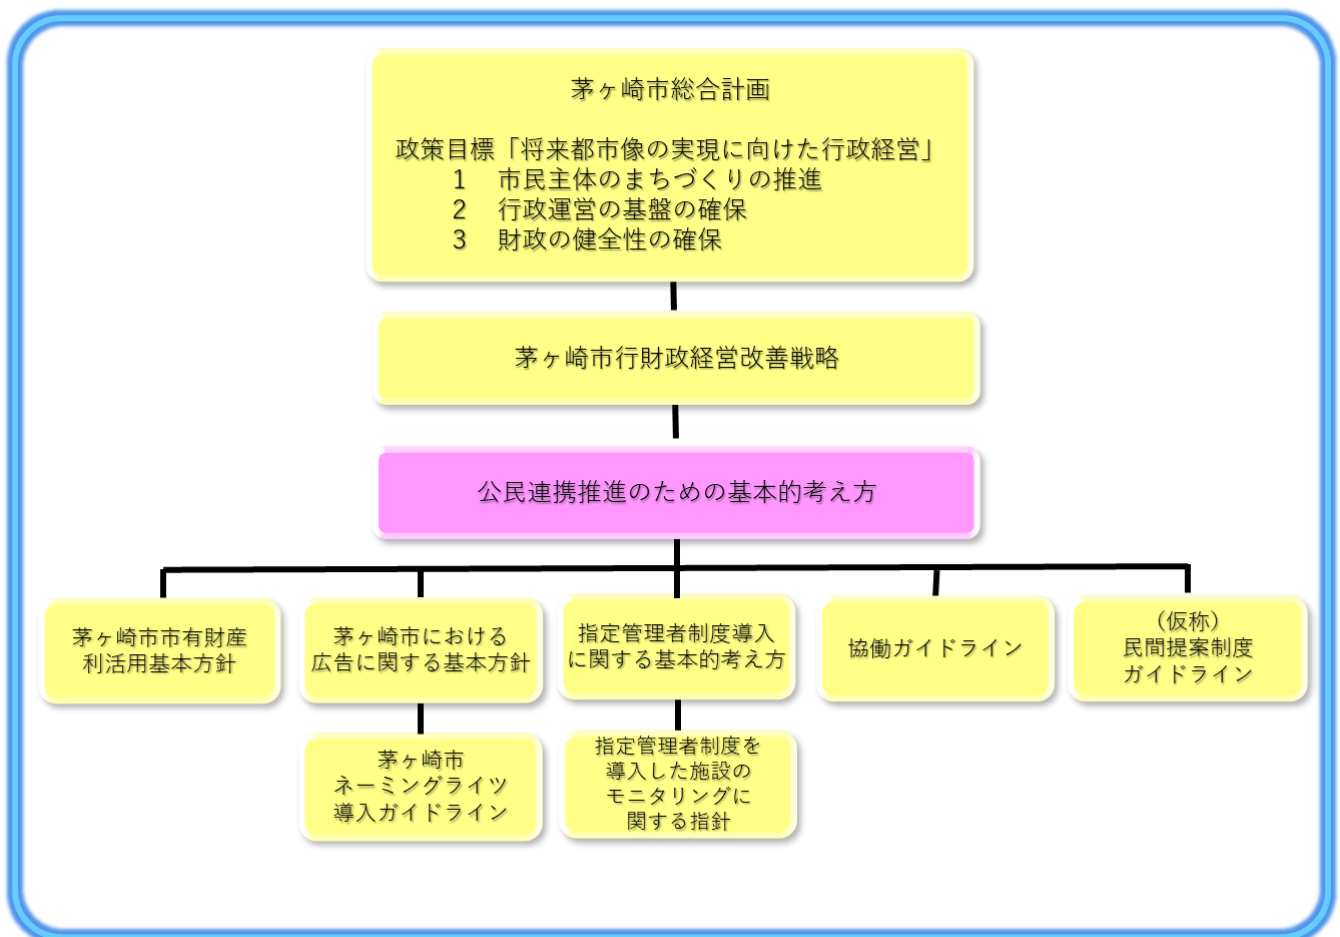 茅ヶ崎市総合計画
政策目標「将来都市像の実現に向けた行政経営」
1 市民主体のまちづくりの推進
2 行政運営の基盤の確保
3 財政の健全性の確保
茅ヶ崎市行財政経営改善戦略
公民連携推進のための基本的考え方
茅ヶ崎市市有財産
利活用基本方針
茅ヶ崎市における
広告に関する基本方針
指定管理者制度導入
に関する基本的考え方
協働ガイドライン
（仮称）
民間提案制度
ガイドライン
茅ヶ崎市
ネーミングライツ
導入ガイドライン
指定管理者制度を
導入した施設の
モニタリングに
関する指針